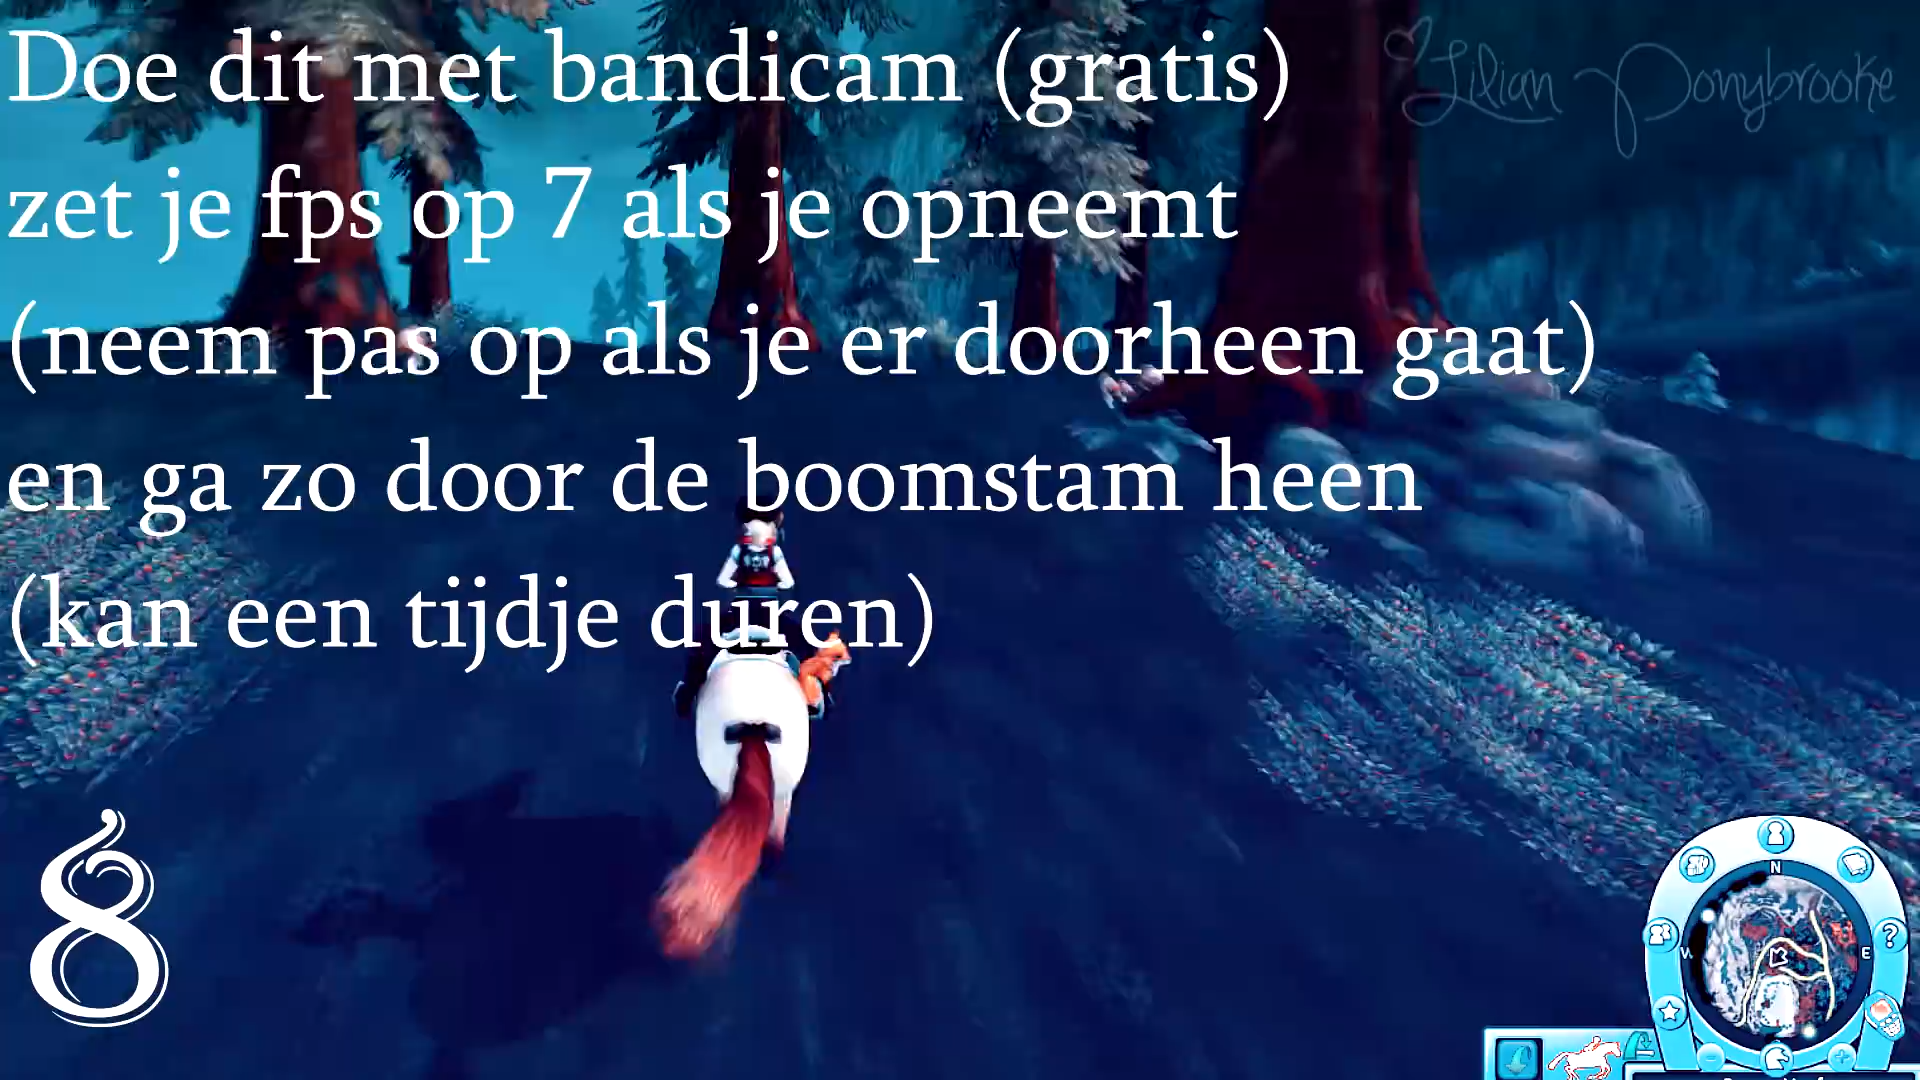 Doe dit met bandicam (gratis)
Lilian Ponybrooke
zet je fps op 7 als je opneemt
(neem pas op als je er doorheen gaat)
en ga zo door de boomstam heen
(kan een tijdje duren)
8
N
?
W
E